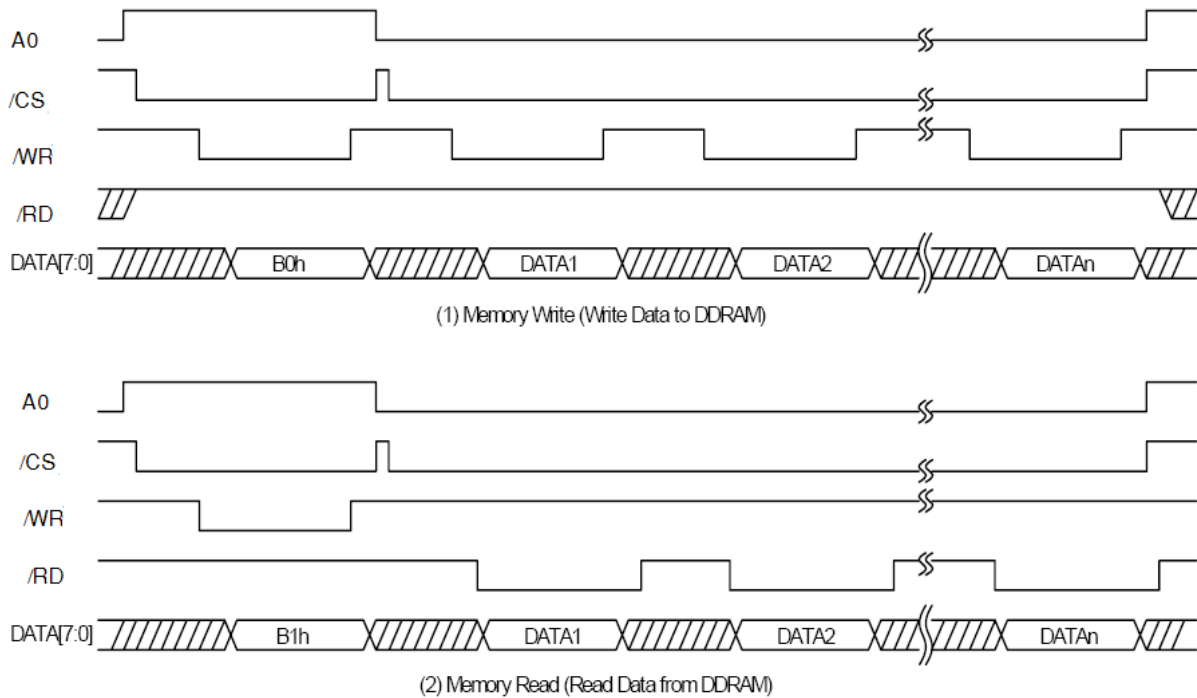 A0
/CS
/WR
/RD
DATA[7:0] B0h DATA1 DATA2 DATAn
(1) Memory Write (Write Data to DDRAM)
A0
/CS
/WR
/RD
DATA[7:0] B1h DATA1 DATA2 DATAn
(2) Memory Read (Read Data from DDRAM)